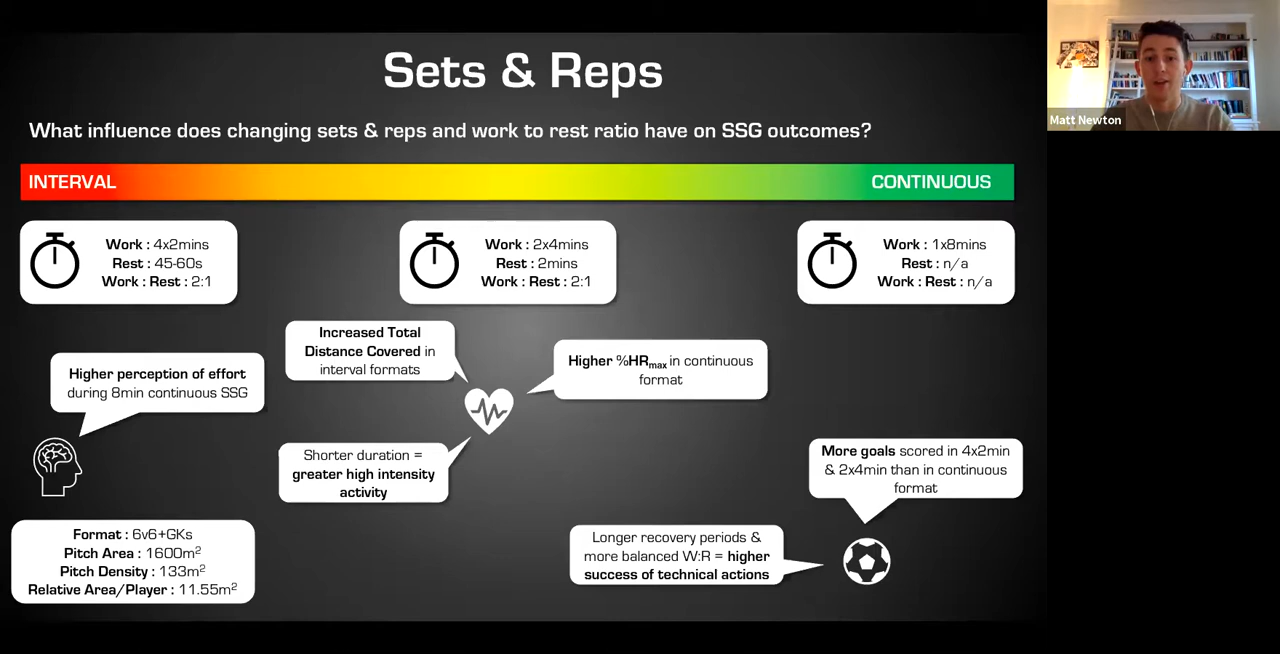 Sets & Reps
Matt Newton
What influence does changing sets & reps and work to rest ratio have on SSG outcomes?
INTERVAL
CONTINUOUS
Work : 4x2mins
Rest : 45-60s
Work : Rest : 2:1
Work : 2x4mins
Rest : 2mins
Work : Rest : 2:1
Work : 1x8mins
Rest : n/a
Work : Rest : n/a
Increased Total
Distance Covered in
interval formats
Higher %HRmax in continuous
format
Higher perception of effort
during 8min continuous SSG
Shorter duration =
greater high intensity
activity
More goals scored in 4x2min
& 2x4min than in continuous
format
Format : 6v6+GKs
Pitch Area : 1600m²
Pitch Density : 133m²
Relative Area/Player : 11.55m²
Longer recovery periods &
more balanced W:R = higher
success of technical actions